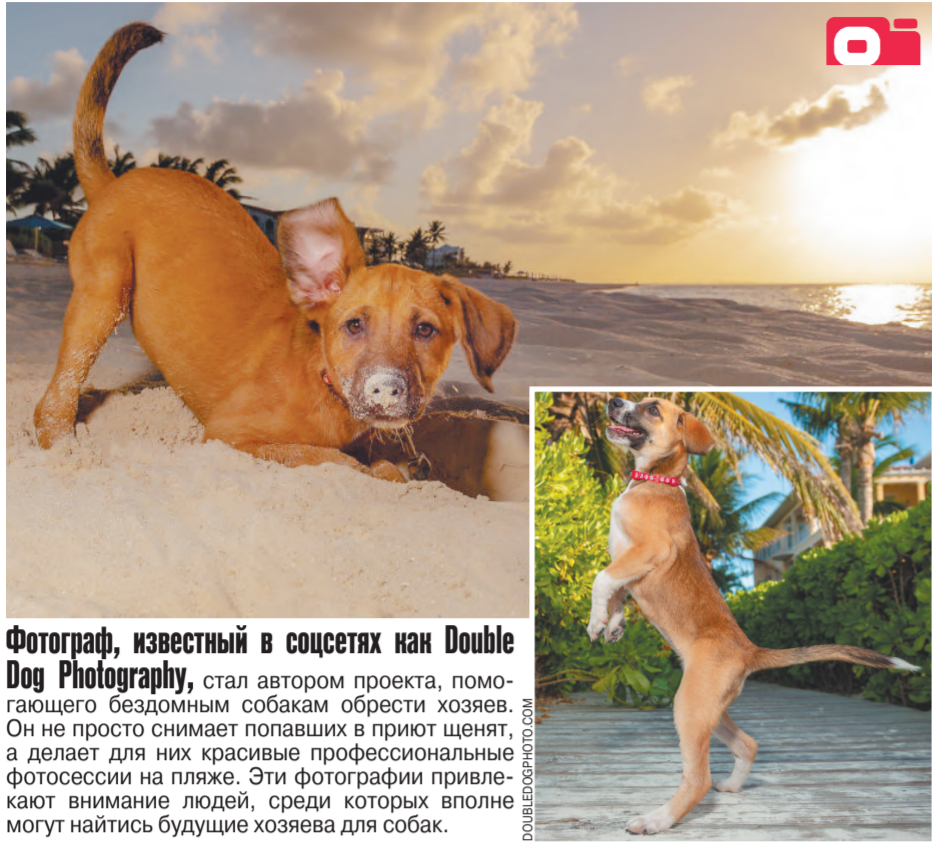 Фотограф, известный в соцсетях как Double
Dog Photography, стал автором проекта, помо-
гающего бездомным собакам обрести хозяев.
Он не просто снимает попавших в приют щенят,
а делает для них красивые профессиональные
фотосессии на пляже. Эти фотографии привле-
кают внимание людей, среди которых вполне
могут найтись будущие хозяева для собак.
DOUBLEDOGPHOTO.COM